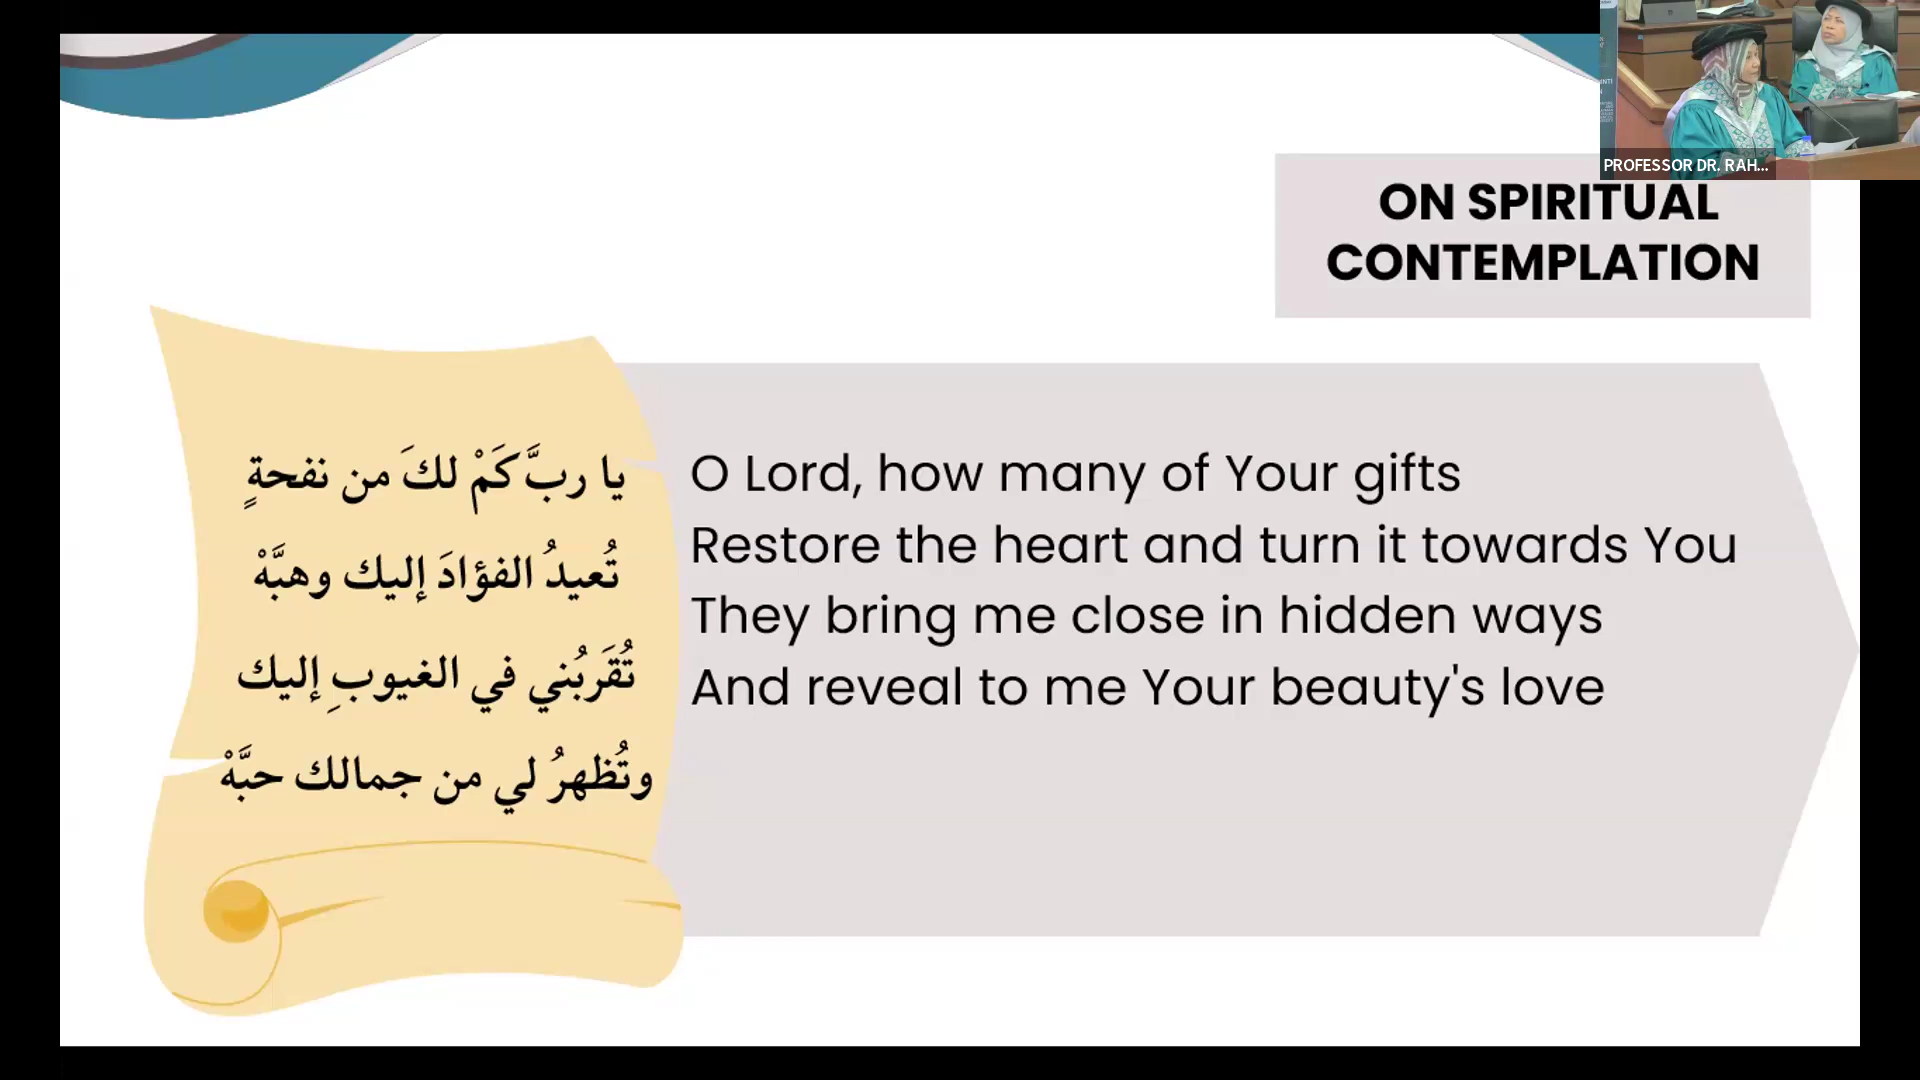 PROFESSOR DR. RAH...
ON SPIRITUAL
CONTEMPLATION
يا ربَّ كَمْ لكَ من نفحةٍ
تُعيدُ الفؤادَ إليك وهبَّهْ
تُقَربُني في الغيوبِ إليك
وتُظهرُ لي من جمالك حبَّهْ
O Lord, how many of Your gifts
Restore the heart and turn it towards You
They bring me close in hidden ways
And reveal to me Your beauty's love